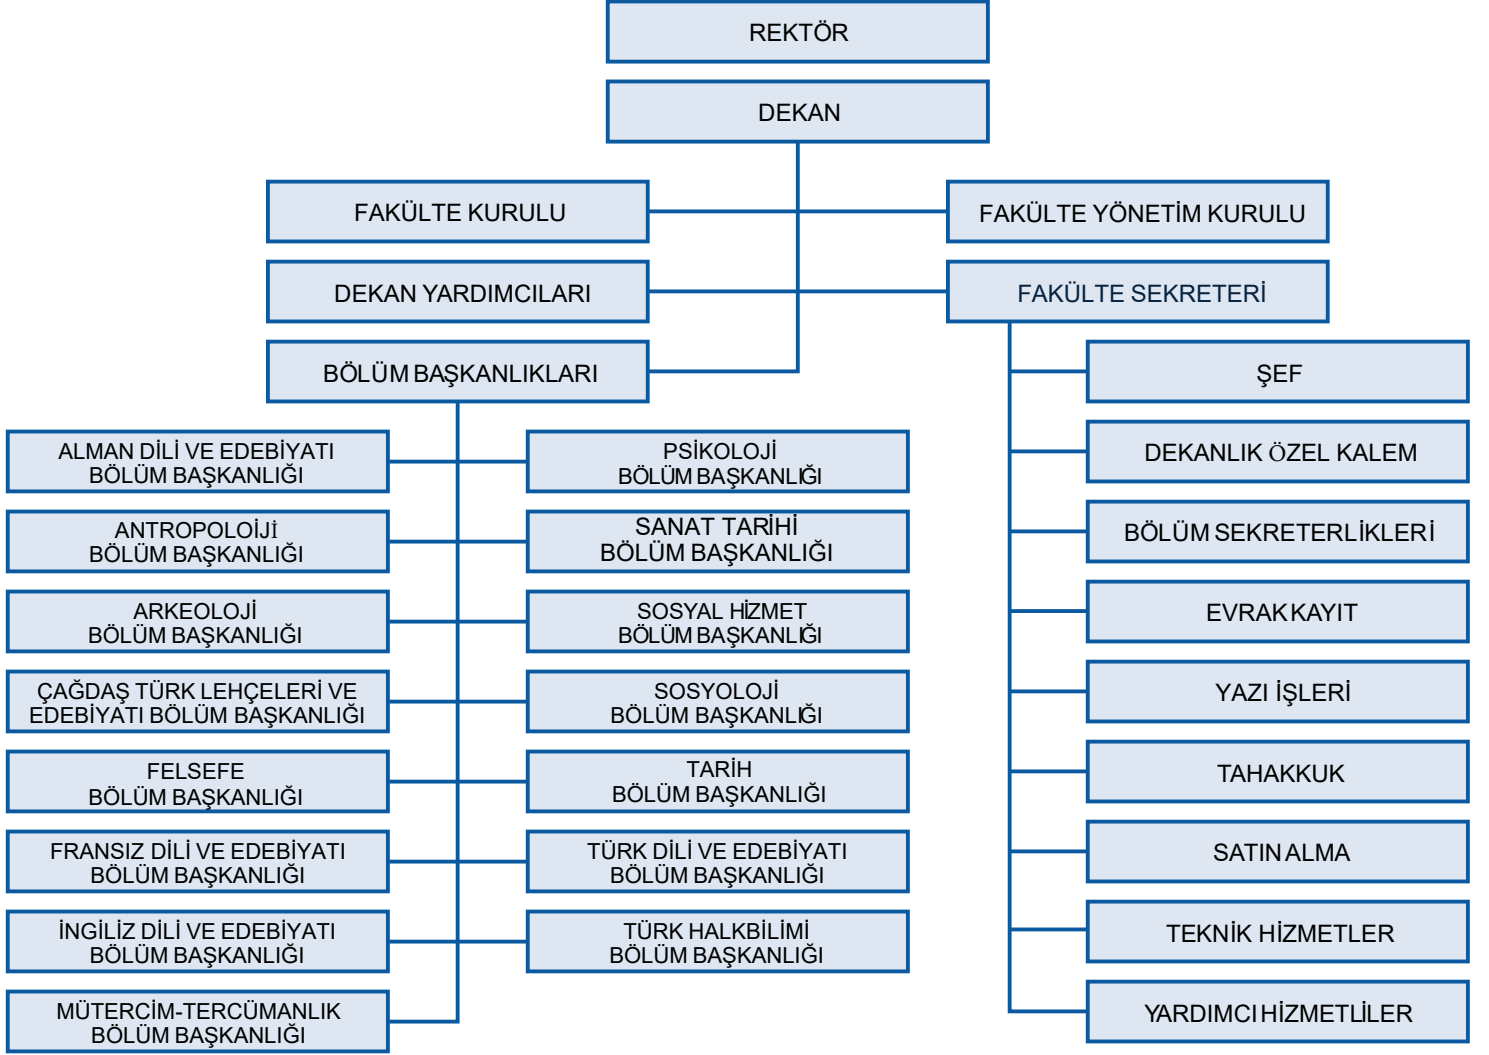 REKTÖR
DEKAN
FAKÜLTE KURULU
FAKÜLTE YÖNETİM KURULU
DEKAN YARDIMCILARI
FAKÜLTE SEKRETERİ
BÖLÜM BAŞKANLIKLARI
ALMAN DİLİ VE EDEBİYATI
BÖLÜM BAŞKANLIĞI
ANTROPOLOİJİ
BÖLÜM BAŞKANLIĞI
ARKEOLOJİ
BÖLÜM BAŞKANLIĞI
ÇAĞDAŞ TÜRK LEHÇELERİ VE
EDEBİYATI BÖLÜM BAŞKANLIĞI
FELSEFE
BÖLÜM BAŞKANLIĞI
FRANSIZ DİLİ VE EDEBİYATI
BÖLÜM BAŞKANLIĞI
İNGİLİZ DİLİ VE EDEBİYATI
BÖLÜM BAŞKANLIĞI
MÜTERCİM-TERCÜMANLIK
BÖLÜM BAŞKANLIĞI
PSİKOLOJİ
BÖLÜM BAŞKANLIĞI
SANAT TARİHİ
BÖLÜM BAŞKANLIĞI
SOSYAL HİZMET
BÖLÜM BAŞKANLIĞI
SOSYOLOJİ
BÖLÜM BAŞKANLIĞI
TARİH
BÖLÜM BAŞKANLIĞI
TÜRK DİLİ VE EDEBİYATI
BÖLÜM BAŞKANLIĞI
TÜRK HALKBİLİMİ
BÖLÜM BAŞKANLIĞI
ŞEF
DEKANLIK ÖZEL KALEM
BÖLÜM SEKRETERLİKLERİ
EVRAK KAYIT
YAZI İŞLERİ
TAHAKKUK
SATIN ALMA
TEKNİK HİZMETLER
YARDIMCI HİZMETLİLER